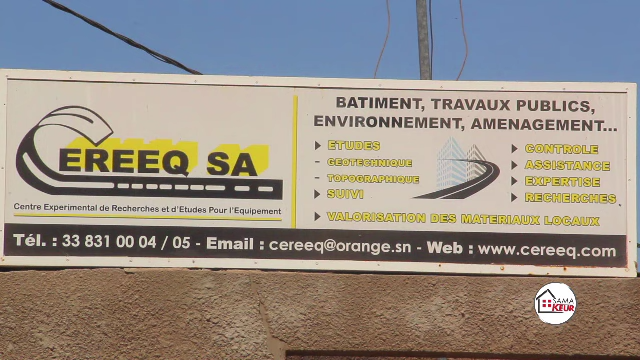 CEREEQ SA
Centre Experimental de Recherches et d'Etudes Pour l'Equipement
BATIMENT, TRAVAUX PUBLICS,
ENVIRONNEMENT, AMENAGEMENT...
ETUDES
- GEOTECHNIQUE
- TOPOGRAPHIQUE
SUIVI
CONTROLE
ASSISTANCE
EXPERTISE
RECHERCHES
VALORISATION DES MATERIAUX LOCAUX
Tél. : 33 831 00 04 / 05 - Email : cereeq@orange.sn - Web : www.cereeq.com
SAMA
KEUR